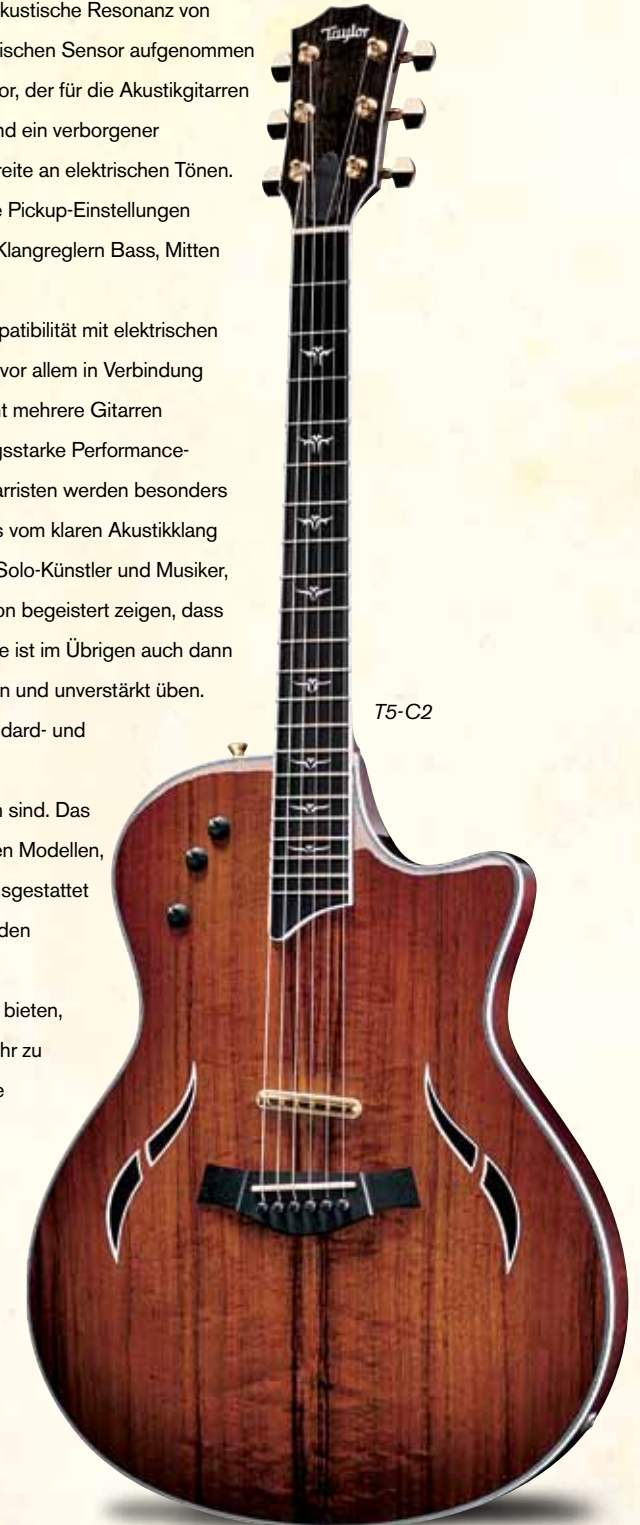 kustische Resonanz von
ischen Sensor aufgenommen
or, der für die Akustikgitarren
nd ein verborgener
reite an elektrischen Tönen.
e Pickup-Einstellungen
Klangreglern Bass, Mitten
patibilität mit elektrischen
vor allem in Verbindung
nt mehrere Gitarren
gsstarke Performance-
arristen werden besonders
s vom klaren Akustikklang
Solo-Künstler und Musiker,
on begeistert zeigen, dass
e ist im Übrigen auch dann
n und unverstärkt üben.
ndard- und
n sind. Das
en Modellen,
sgestattet
den
bieten,
hr zu
e
Taylor
T5-C2